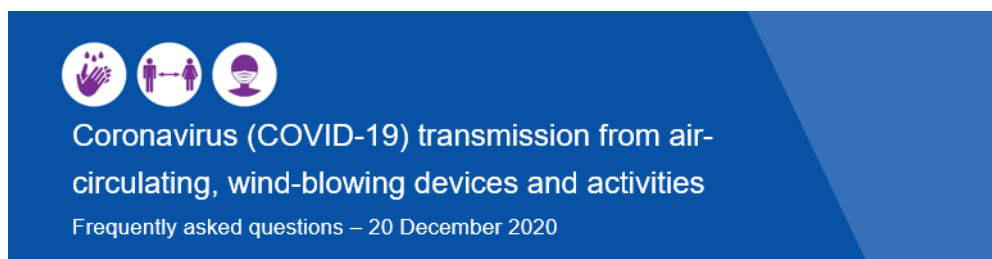 Coronavirus (COVID-19) transmission from air-
circulating, wind-blowing devices and activities
Frequently asked questions – 20 December 2020